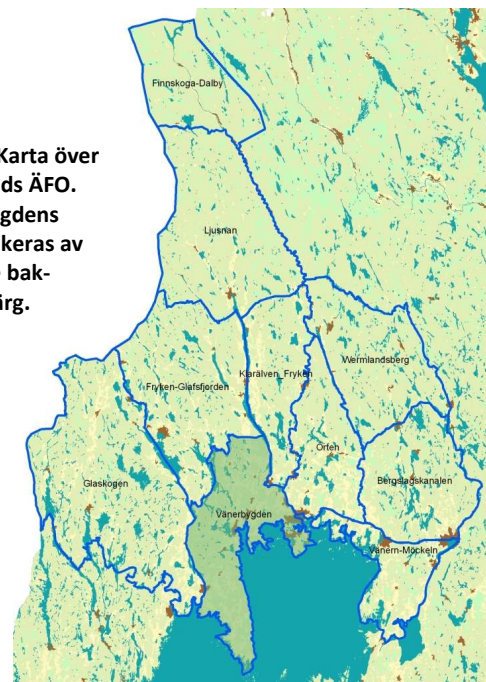 Karta över
ds ÄFO.
gdens
keras av
bak-
ärg.
Finnskoga-Dalby
Ljusnan
Wermlandsberg
Klarälven_Fryken
Fryken-Glafsfjorden
Örten
Glaskogen
Bergslagskanalen
Vänerbygden
Vänern-Möckeln